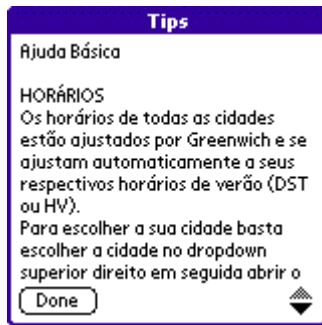 Tips
Ajuda Básica
HORÁRIOS
Os horários de todas as cidades
estão ajustados por Greenwich e se
ajustam automaticamente a seus
respectivos horários de verão (DST
ou HV).
Para escolher a sua cidade basta
escolher a cidade no dropdown
superior direito em seguida abrir o
Done